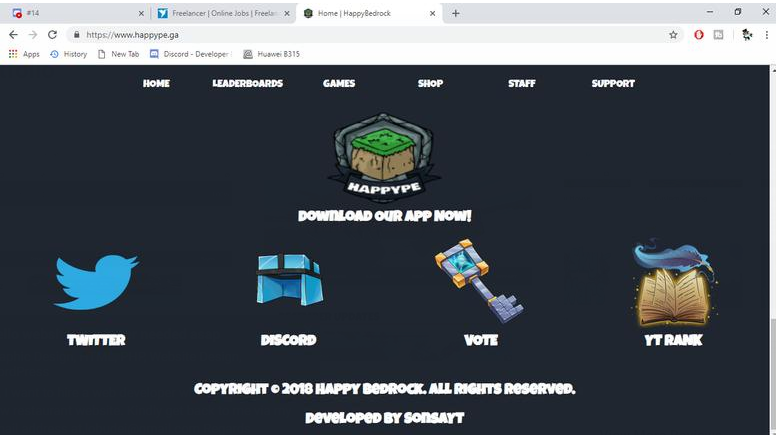 #14
Freelancer | Online Jobs | Freelan
Home | HappyBedrock
https://www.happype.ga
Apps
History
New Tab
Discord - Developer
Huawei B315
HOME LEADERBOARDS GAMES SHOP STAFF SUPPORT
HAPPYPE
DOWNLOAD OUR APP NOW!
TWITTER DISCORD VOTE YT RANK
COPYRIGHT © 2018 HAPPY BEDROCK. ALL RIGHTS RESERVED.
DEVELOPED BY SONSAYT